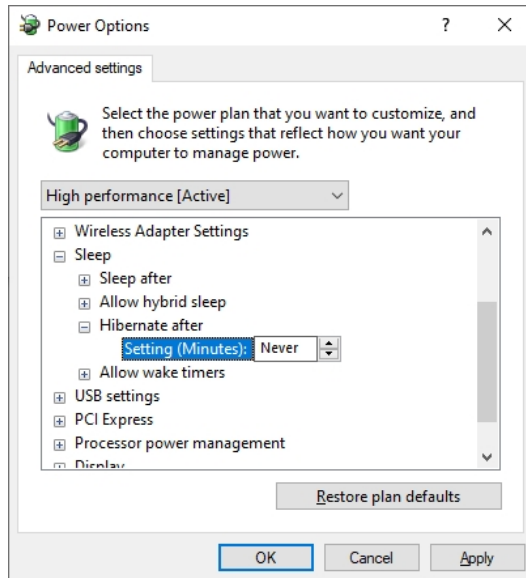 Power Options
?
Advanced settings
Select the power plan that you want to customize, and
then choose settings that reflect how you want your
computer to manage power.
High performance [Active]
Wireless Adapter Settings
Sleep
Sleep after
Allow hybrid sleep
Hibernate after
Setting (Minutes): Never
Allow wake timers
USB settings
PCI Express
Processor power management
Display
Restore plan defaults
OK Cancel Apply